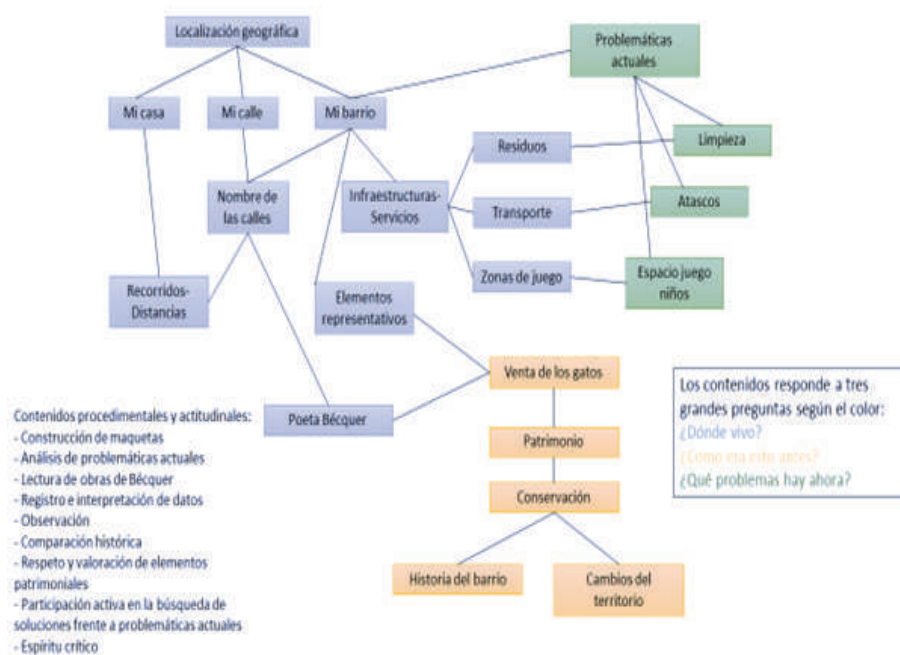 Localización geográfica
Problemáticas
actuales
Mi casa
Mi calle
Mi barrio
Residuos
Limpieza
Nombre de
las calles
Infraestructuras-
Servicios
Transporte
Atascos
Recorridos-
Distancias
Elementos
representativos
Zonas de juego
Espacio juego
niños
Venta de los gatos
Poeta Bécquer
Patrimonio
Conservación
Historia del barrio
Cambios del
territorio
Contenidos procedimentales y actitudinales:
- Construcción de maquetas
- Análisis de problemáticas actuales
- Lectura de obras de Bécquer
- Registro e interpretación de datos
- Observación
- Comparación histórica
- Respeto y valoración de elementos
patrimoniales
- Participación activa en la búsqueda de
soluciones frente a problemáticas actuales
- Espíritu crítico
Los contenidos responde a tres
grandes preguntas según el color:
¿Dónde vivo?
¿Como era esto antes?
¿Qué problemas hay ahora?